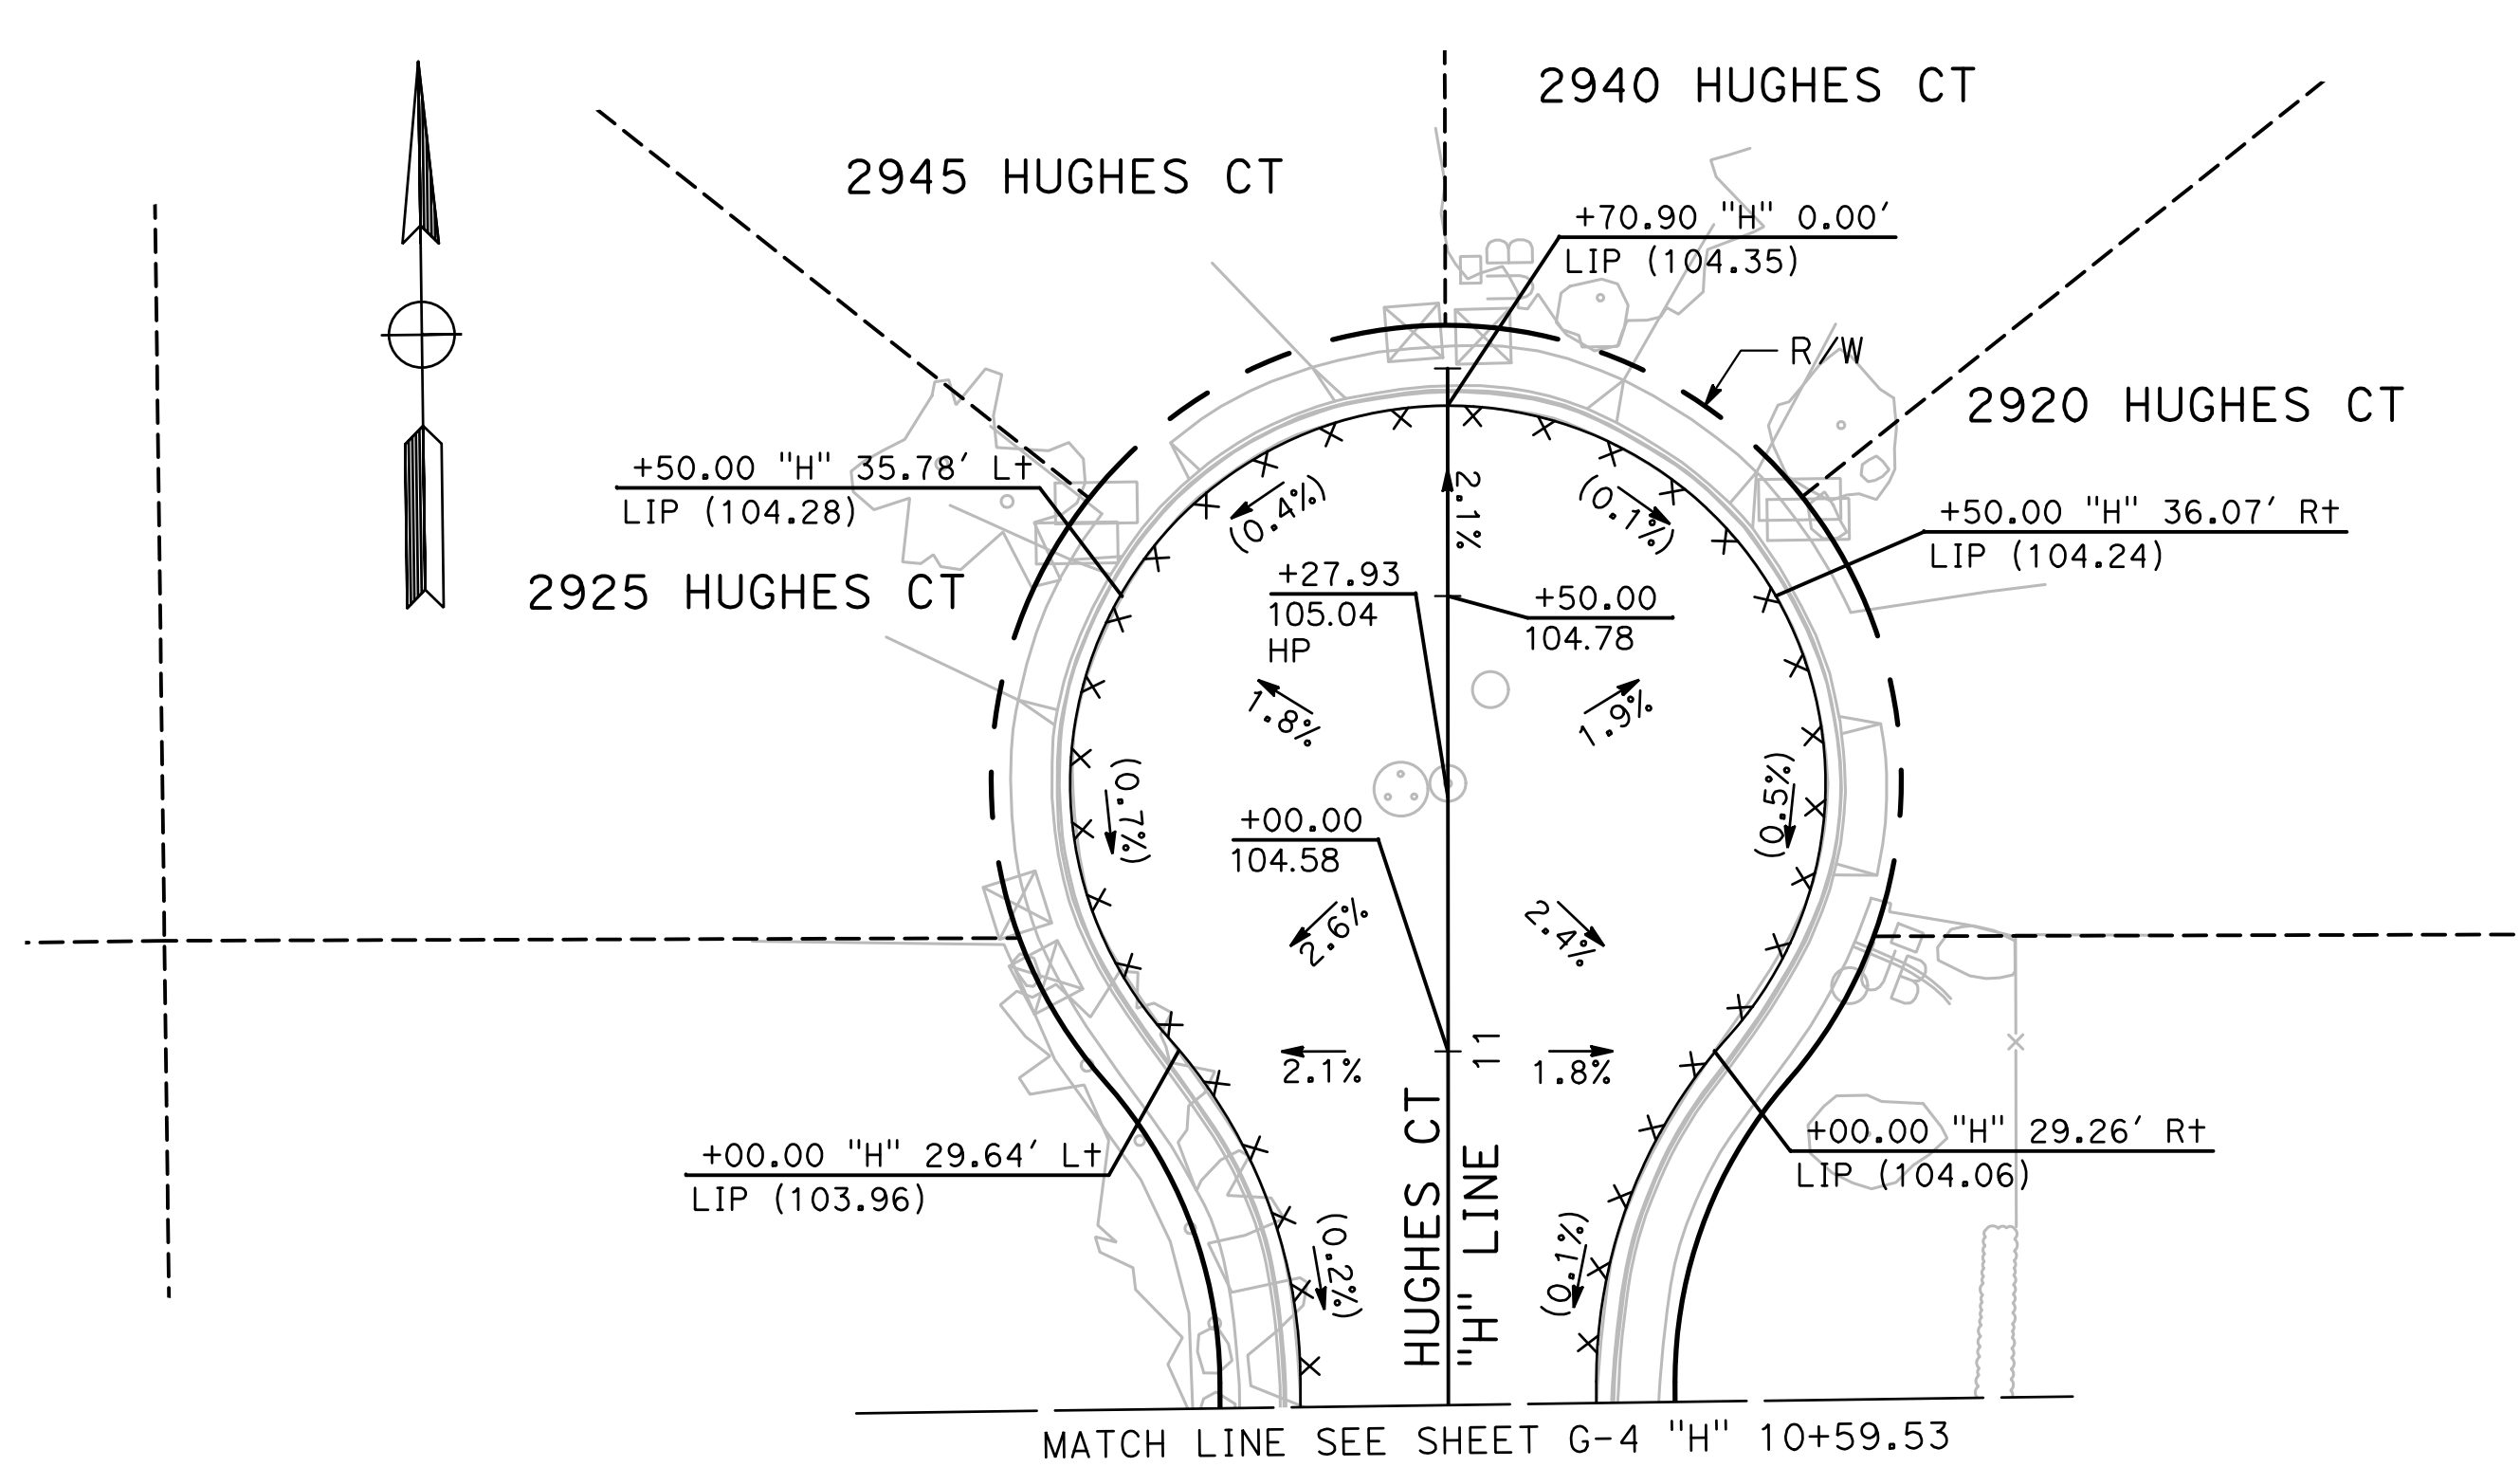 2940 HUGHES CT
2945 HUGHES CT
+70.90 "H" 0.00'
LIP (104.35)
R/W
2920 HUGHES CT
+50.00 "H" 35.78' Lt
LIP (104.28)
(0.4%)
2.1%
(0.1%)
+50.00 "H" 36.07' Rt
LIP (104.24)
2925 HUGHES CT
+27.93
105.04
HP
+50.00
104.78
1.8%
1.9%
(0.7%)
(0.5%)
+00.00
104.58
2.6%
2.4%
11
2.1%
1.8%
+00.00 "H" 29.64' Lt
LIP (103.96)
+00.00 "H" 29.26' Rt
LIP (104.06)
(0.2%)
(0.1%)
HUGHES CT
"H" LINE
MATCH LINE SEE SHEET G-4 "H" 10+59.53